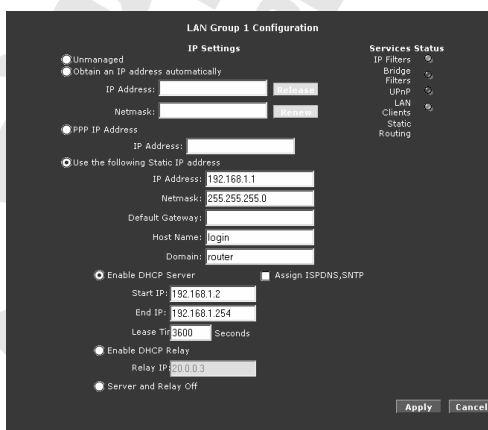 LAN Group 1 Configuration
IP Settings
Services Status
Unmanaged
IP Filters
Obtain an IP address automatically
Bridge Filters
IP Address:
Release
UPnP
Netmask:
Renew
LAN Clients
PPP IP Address
Static Routing
IP Address:
Use the following Static IP address
IP Address: 192.168.1.1
Netmask: 255.255.255.0
Default Gateway:
Host Name: login
Domain: router
Enable DHCP Server
Assign ISPDNS,SNTP
Start IP: 192.168.1.2
End IP: 192.168.1.254
Lease Tir 3600 Seconds
Enable DHCP Relay
Relay IP: 20.0.0.3
Server and Relay Off
Apply Cancel